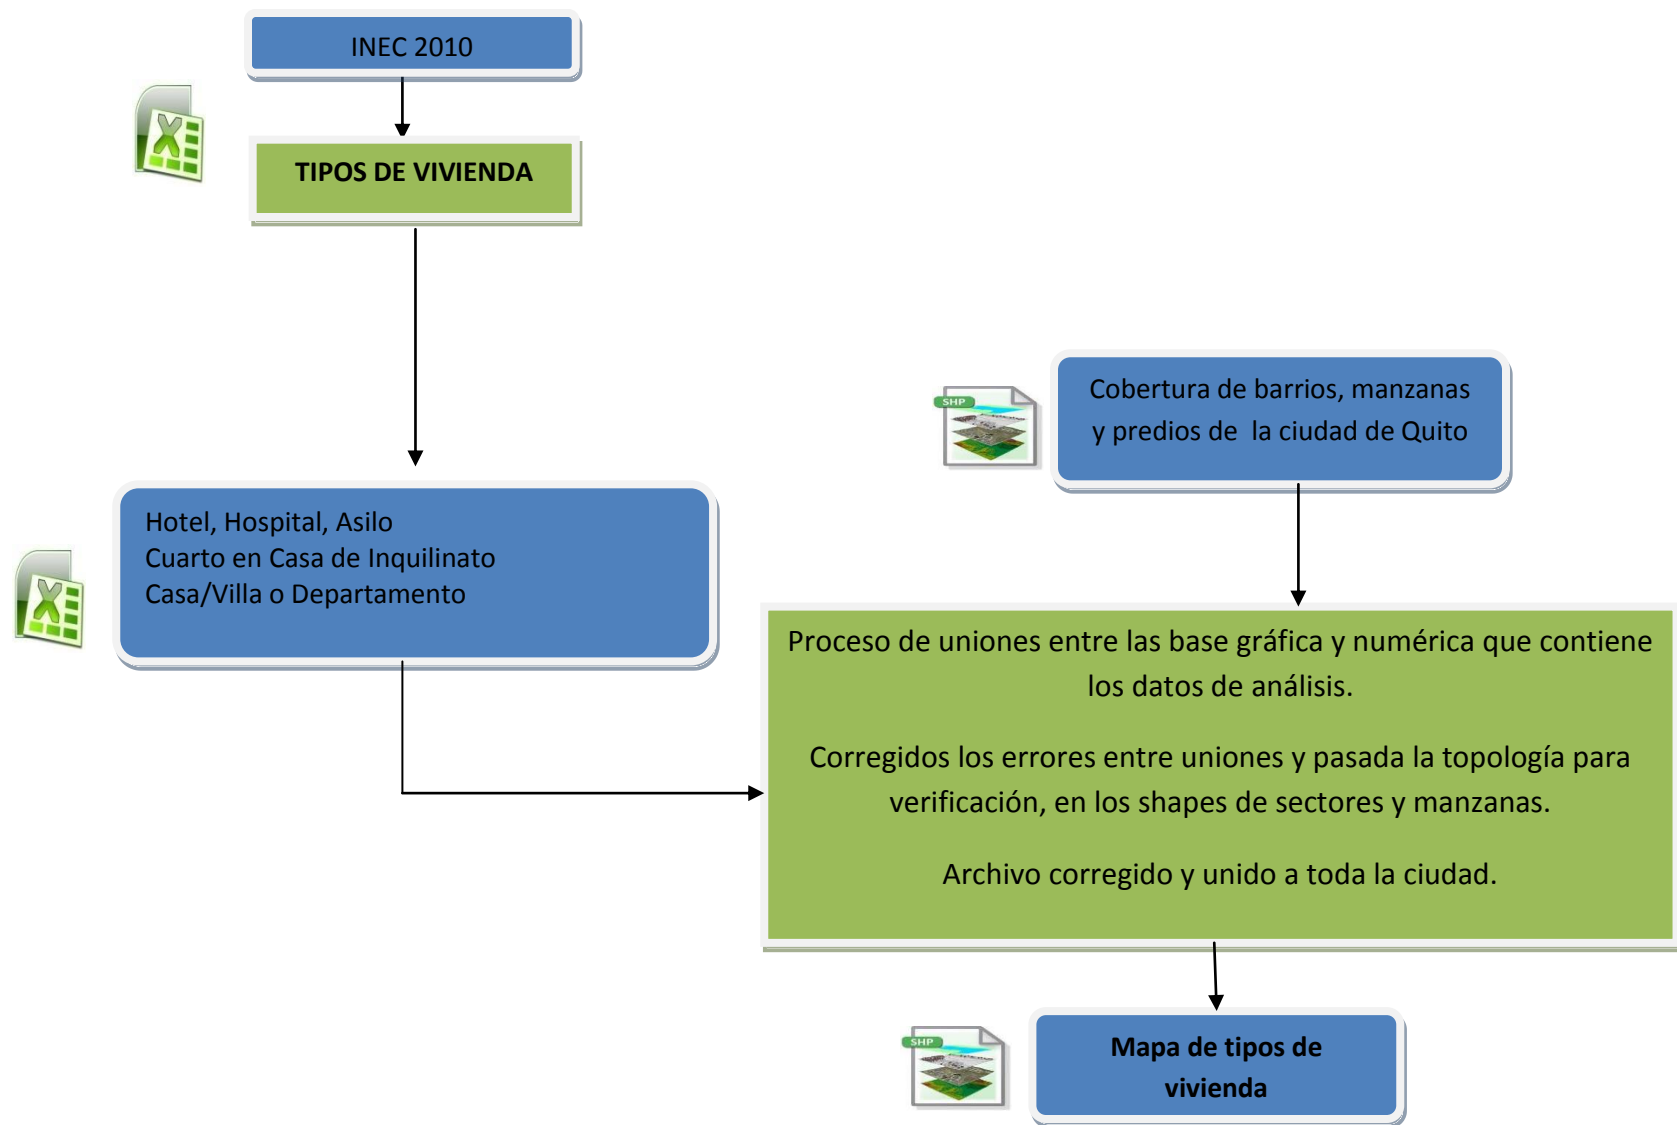 INEC 2010
TIPOS DE VIVIENDA
SHP
Cobertura de barrios, manzanas
y predios de la ciudad de Quito
Hotel, Hospital, Asilo
Cuarto en Casa de Inquilinato
Casa/Villa o Departamento
Proceso de uniones entre las base gráfica y numérica que contiene
los datos de análisis.
Corregidos los errores entre uniones y pasada la topología para
verificación, en los shapes de sectores y manzanas.
Archivo corregido y unido a toda la ciudad.
SHP
Mapa de tipos de
vivienda